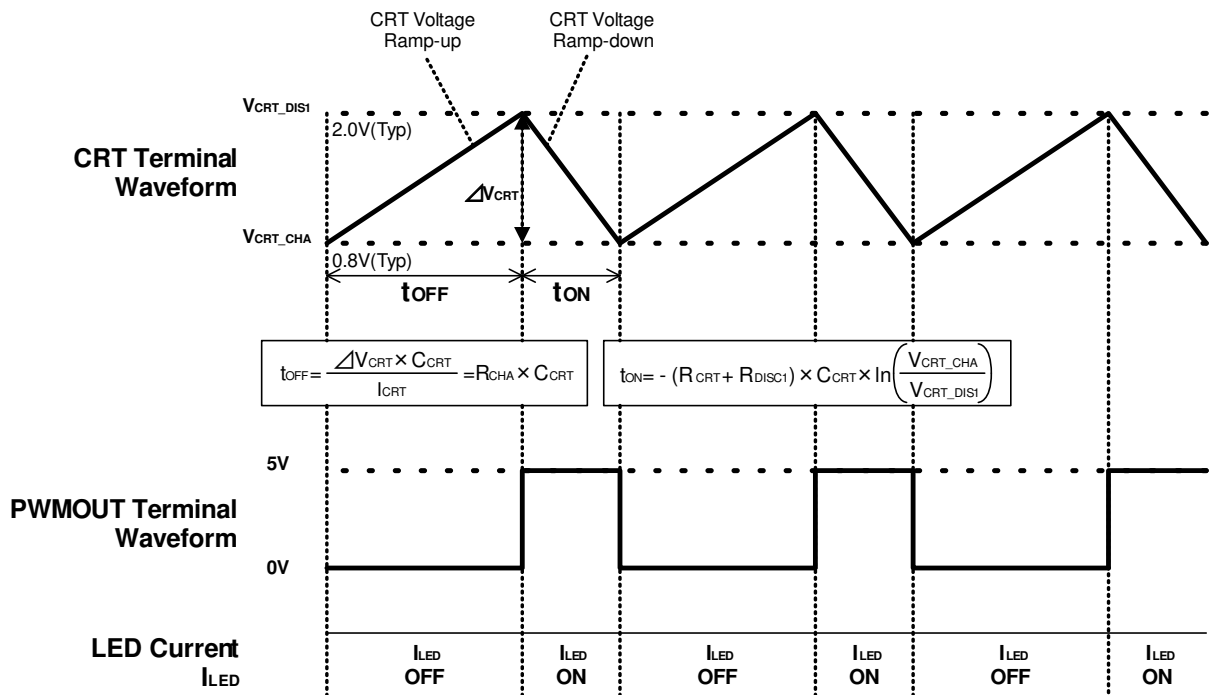 CRT Voltage
Ramp-up
CRT Voltage
Ramp-down
VCRT_DIS1
2.0V(Typ)
CRT Terminal
Waveform
⊿VCRT
VCRT_CHA
0.8V(Typ)
tOFF
tON
tOFF= ⊿VCRT × CCRT / ICRT =RCHA × CCRT
tON= - (RCRT + RDISC1) × CCRT × ln(VCRT_CHA / VCRT_DIS1)
5V
PWMOUT Terminal
Waveform
0V
LED Current
ILED
ILED
OFF
ILED
ON
ILED
OFF
ILED
ON
ILED
OFF
ILED
ON